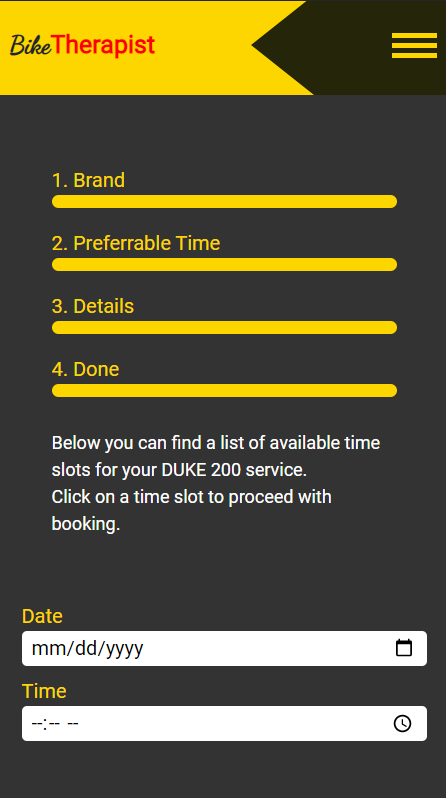 BikeTherapist
1. Brand
2. Preferrable Time
3. Details
4. Done
Below you can find a list of available time
slots for your DUKE 200 service.
Click on a time slot to proceed with
booking.
Date
mm/dd/yyyy
Time
--:-- --